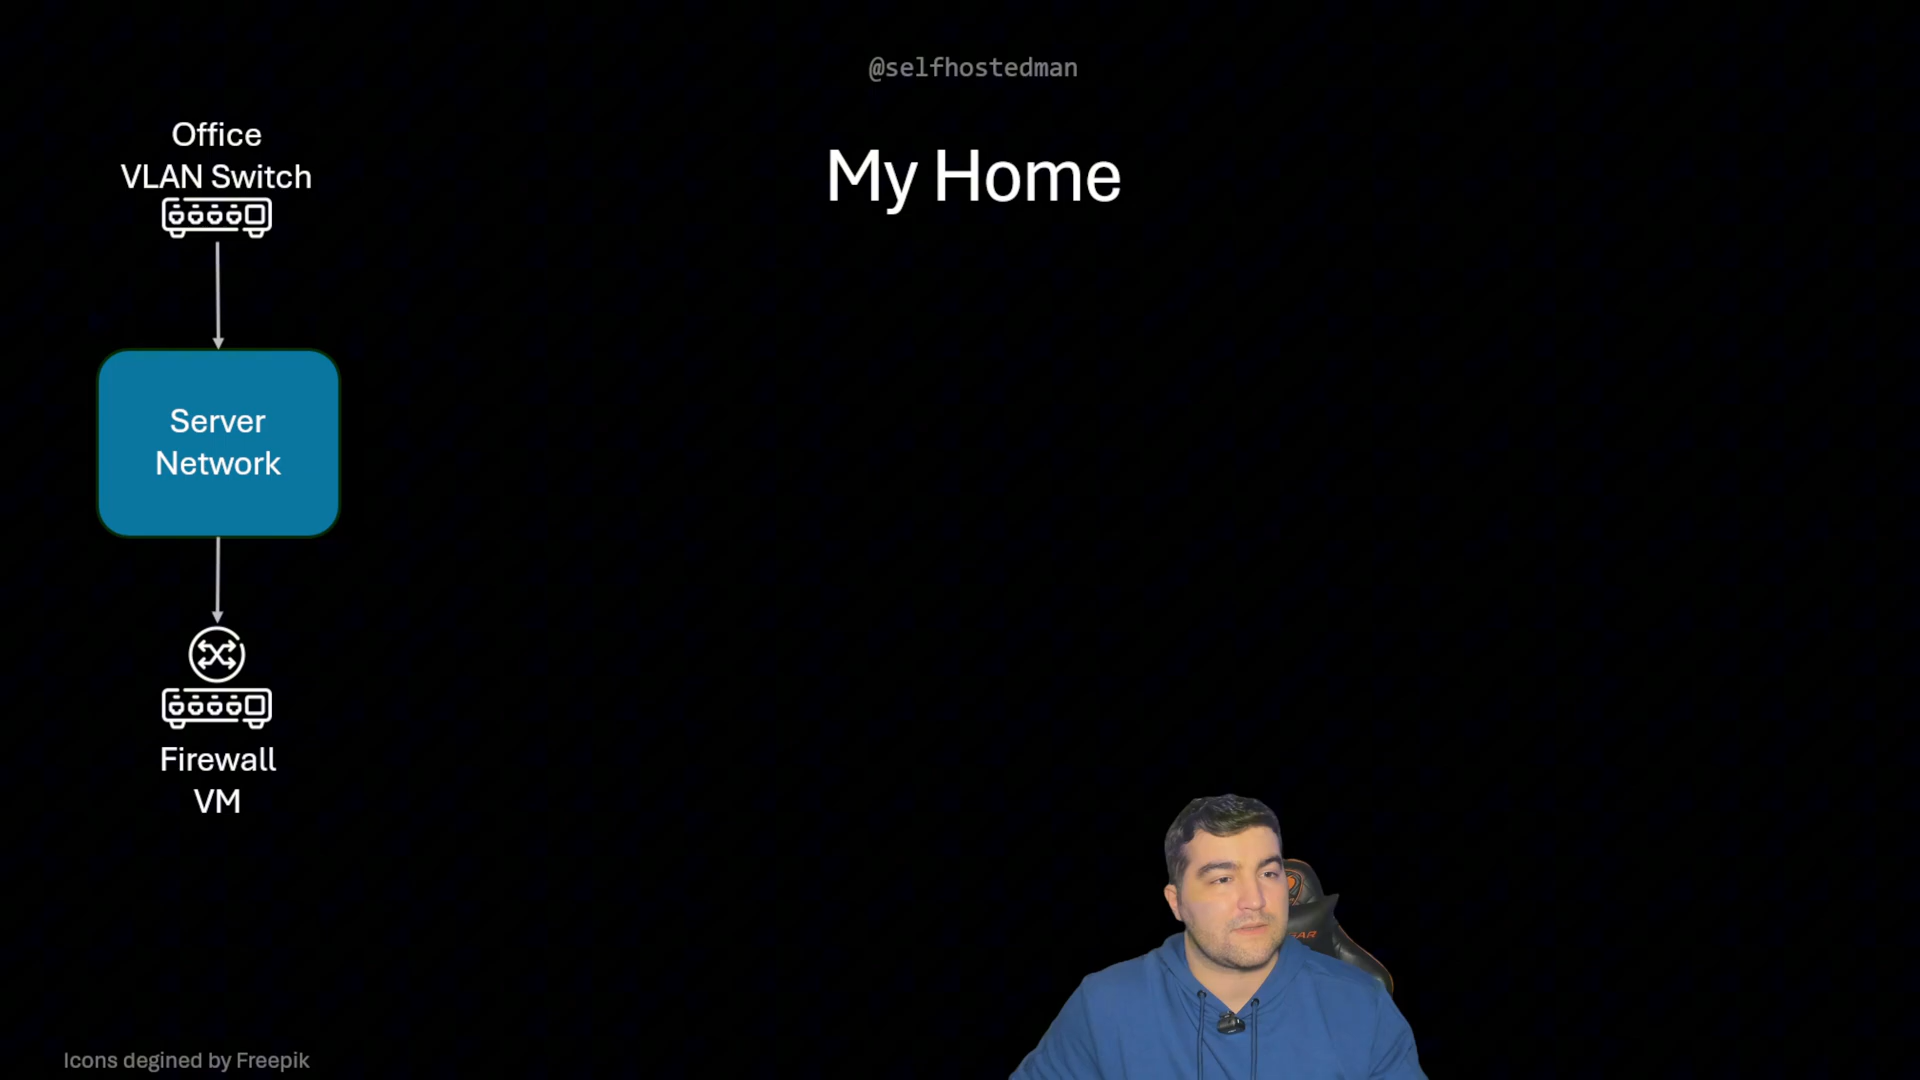 @selfhostedman
My Home
Office
VLAN Switch
Server
Network
Firewall
VM
Icons degined by Freepik